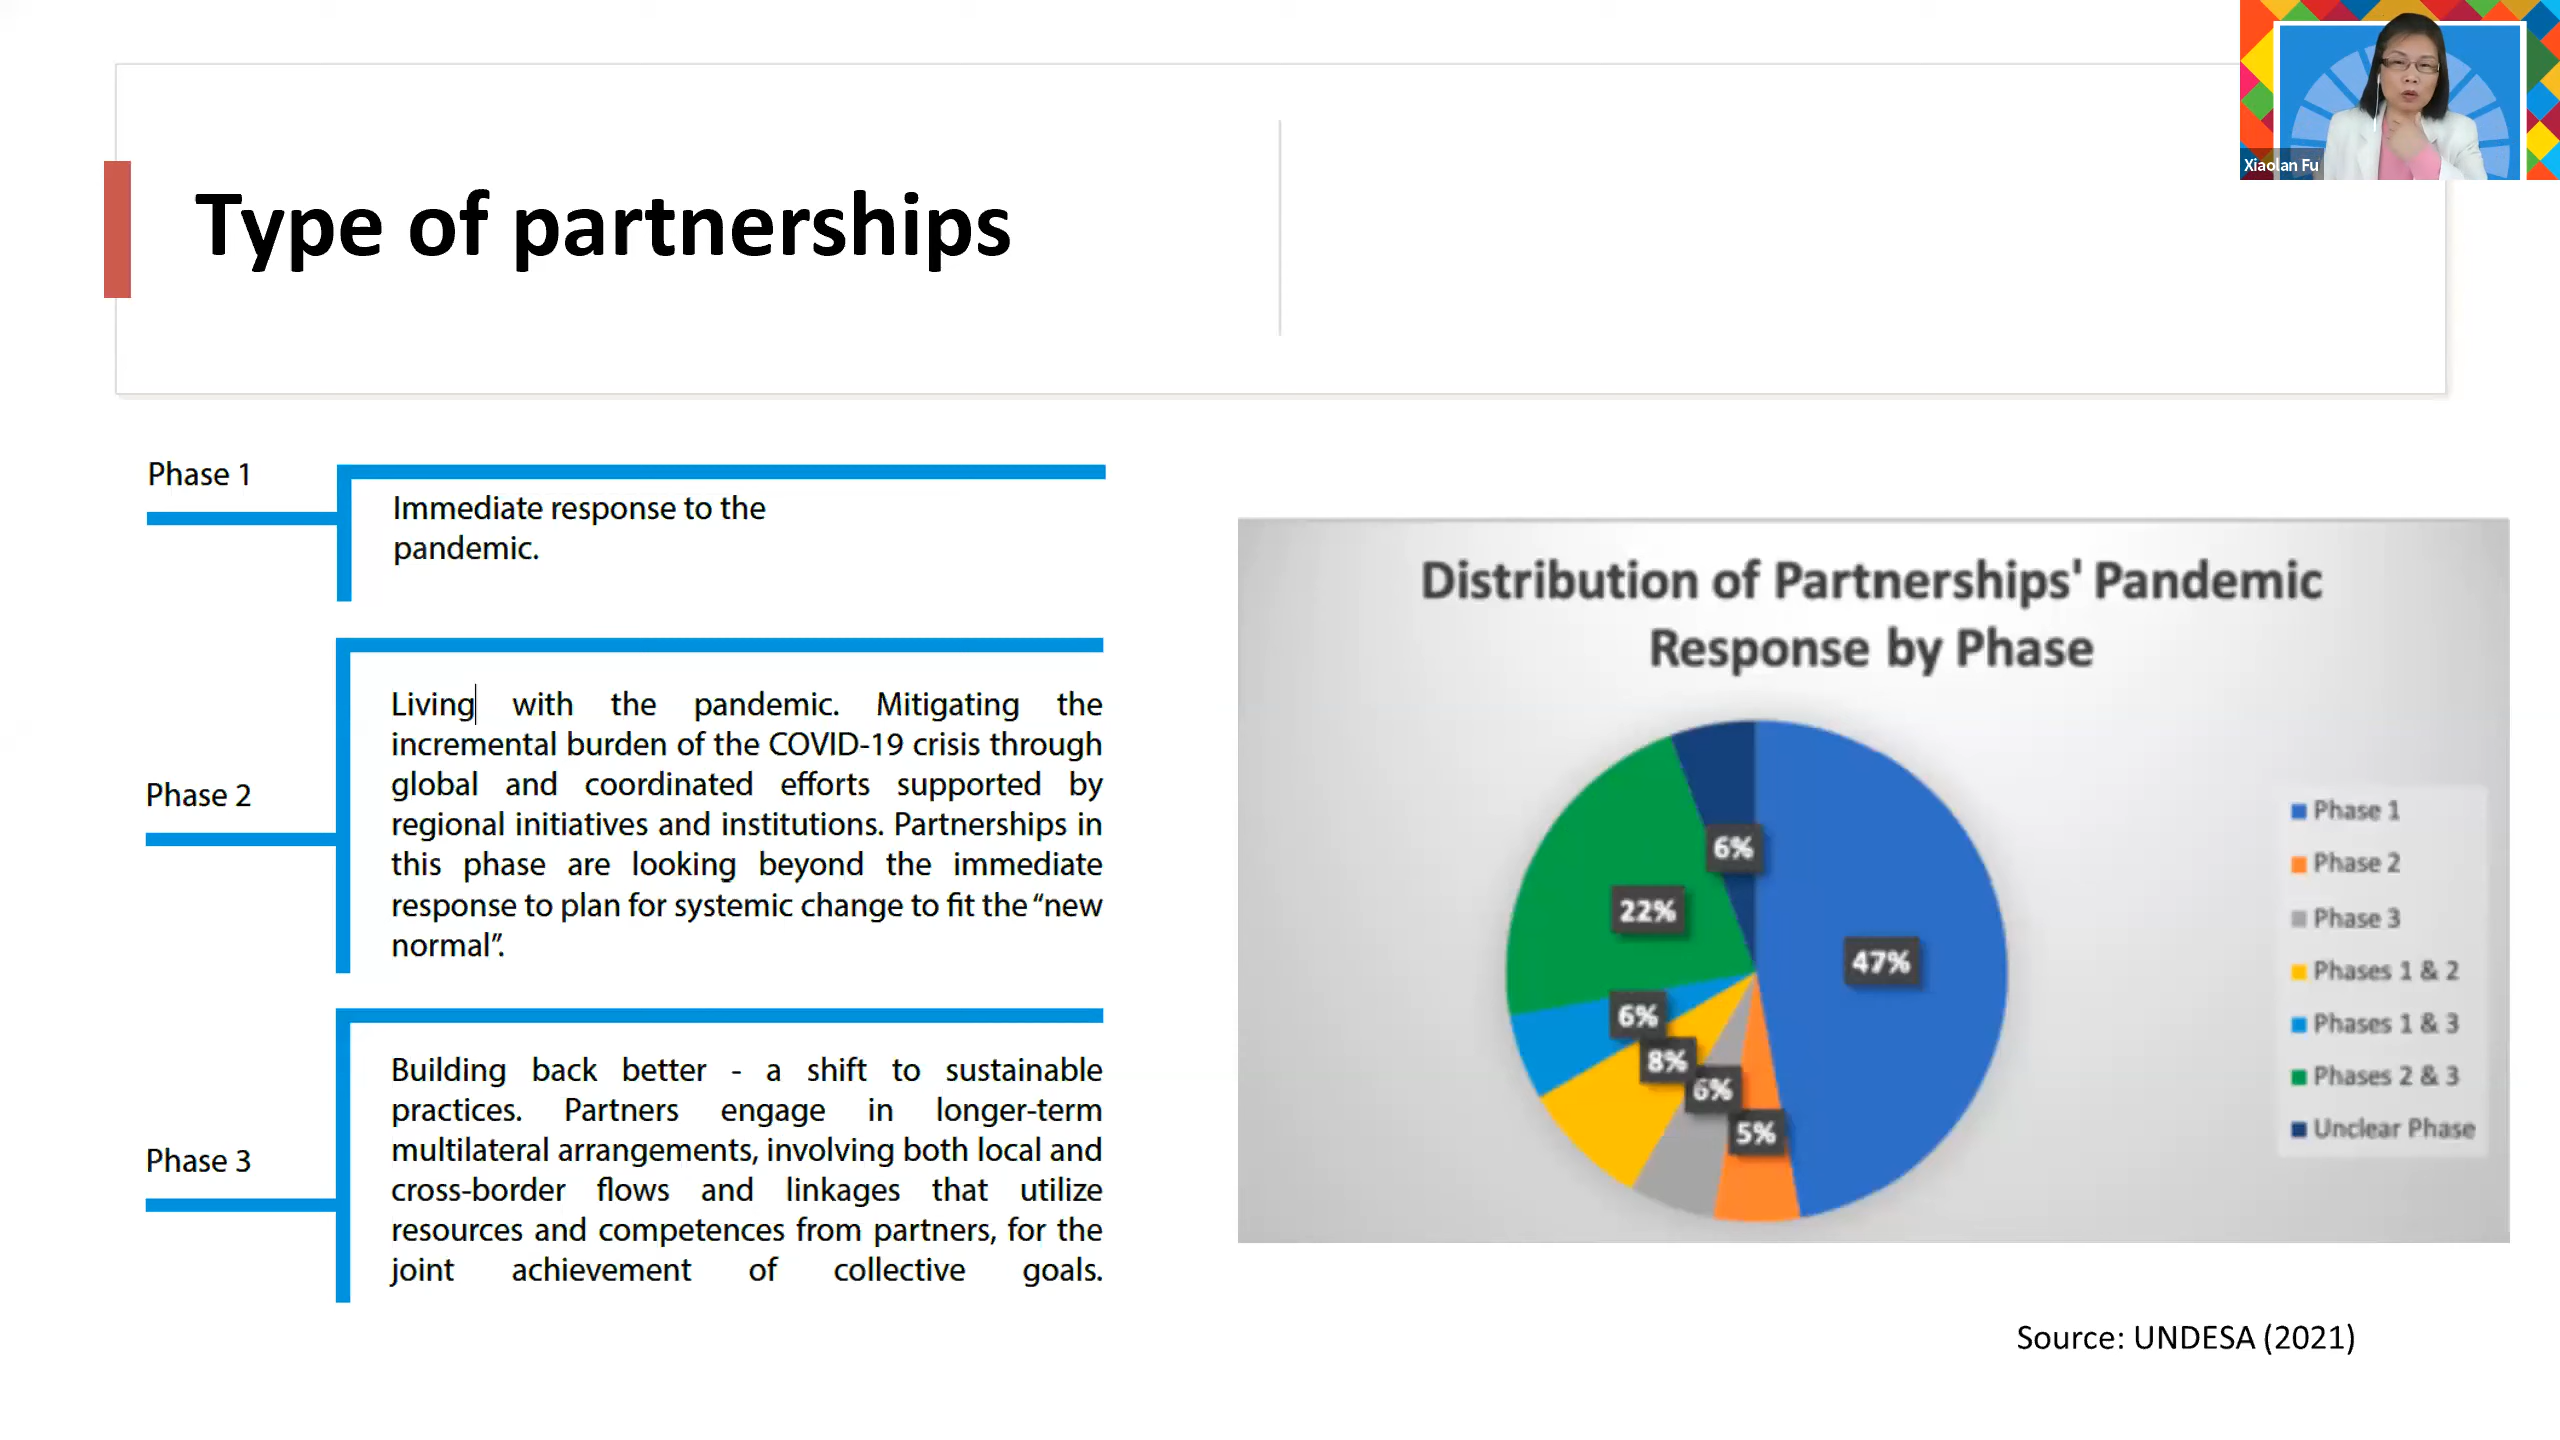 Xiaolan Fu
Type of partnerships
Phase 1
Immediate response to the
pandemic.
Phase 2
Living with the pandemic. Mitigating the
incremental burden of the COVID-19 crisis through
global and coordinated efforts supported by
regional initiatives and institutions. Partnerships in
this phase are looking beyond the immediate
response to plan for systemic change to fit the “new
normal”.
Phase 3
Building back better - a shift to sustainable
practices. Partners engage in longer-term
multilateral arrangements, involving both local and
cross-border flows and linkages that utilize
resources and competences from partners, for the
joint achievement of collective goals.
Distribution of Partnerships' Pandemic
Response by Phase
6%
22%
47%
6%
8%
6%
5%
Phase 1
Phase 2
Phase 3
Phases 1 & 2
Phases 1 & 3
Phases 2 & 3
Unclear Phase
Source: UNDESA (2021)